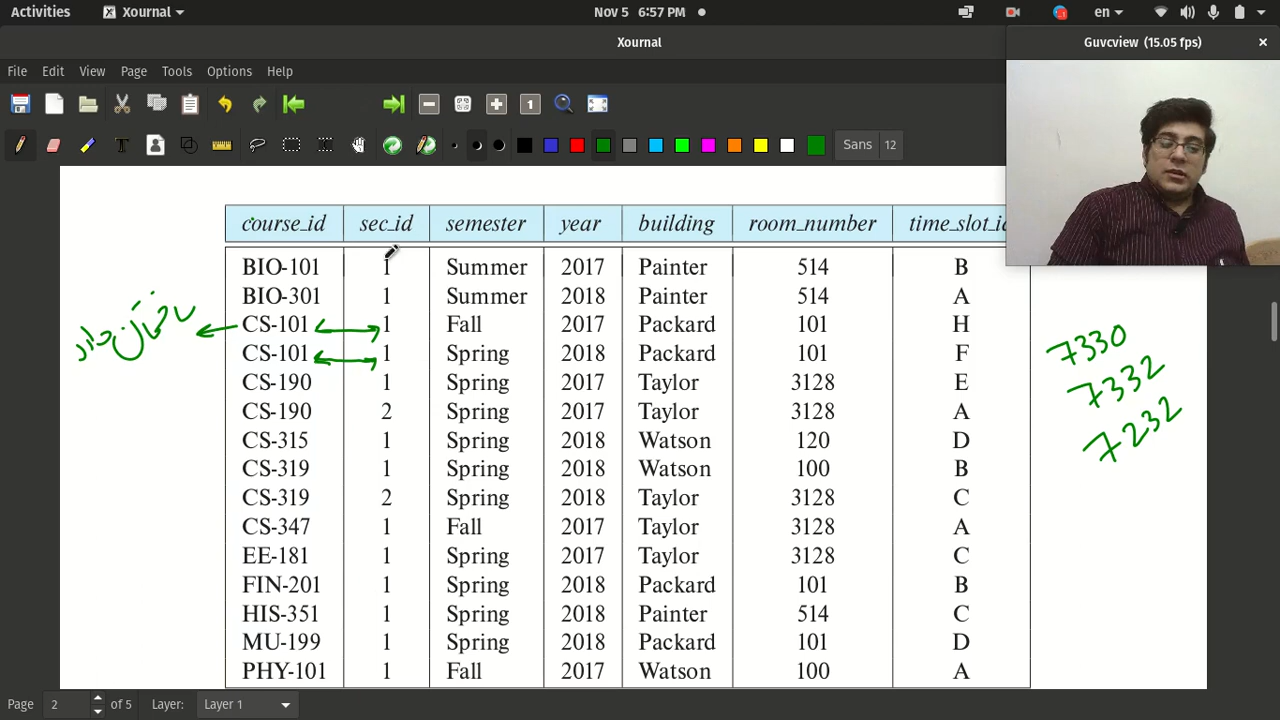 Activities Xournal Nov 5 6:57 PM en
Xournal
Guvcview (15.05 fps)
File Edit View Page Tools Options Help
1
Sans 12
course_id sec_id semester year building room_number
BIO-101 1 Summer 2017 Painter 514 B
BIO-301 1 Summer 2018 Painter 514 A
CS-101 1 Fall 2017 Packard 101 H
CS-101 1 Spring 2018 Packard 101 F
CS-190 1 Spring 2017 Taylor 3128 E
CS-190 2 Spring 2017 Taylor 3128 A
CS-315 1 Spring 2018 Watson 120 D
CS-319 1 Spring 2018 Watson 100 B
CS-319 2 Spring 2018 Taylor 3128 C
CS-347 1 Fall 2017 Taylor 3128 A
EE-181 1 Spring 2017 Taylor 3128 C
FIN-201 1 Spring 2018 Packard 101 B
HIS-351 1 Spring 2018 Painter 514 C
MU-199 1 Spring 2018 Packard 101 D
PHY-101 1 Fall 2017 Watson 100 A
7330
7332
7232
Page 2 of 5 Layer: Layer 1